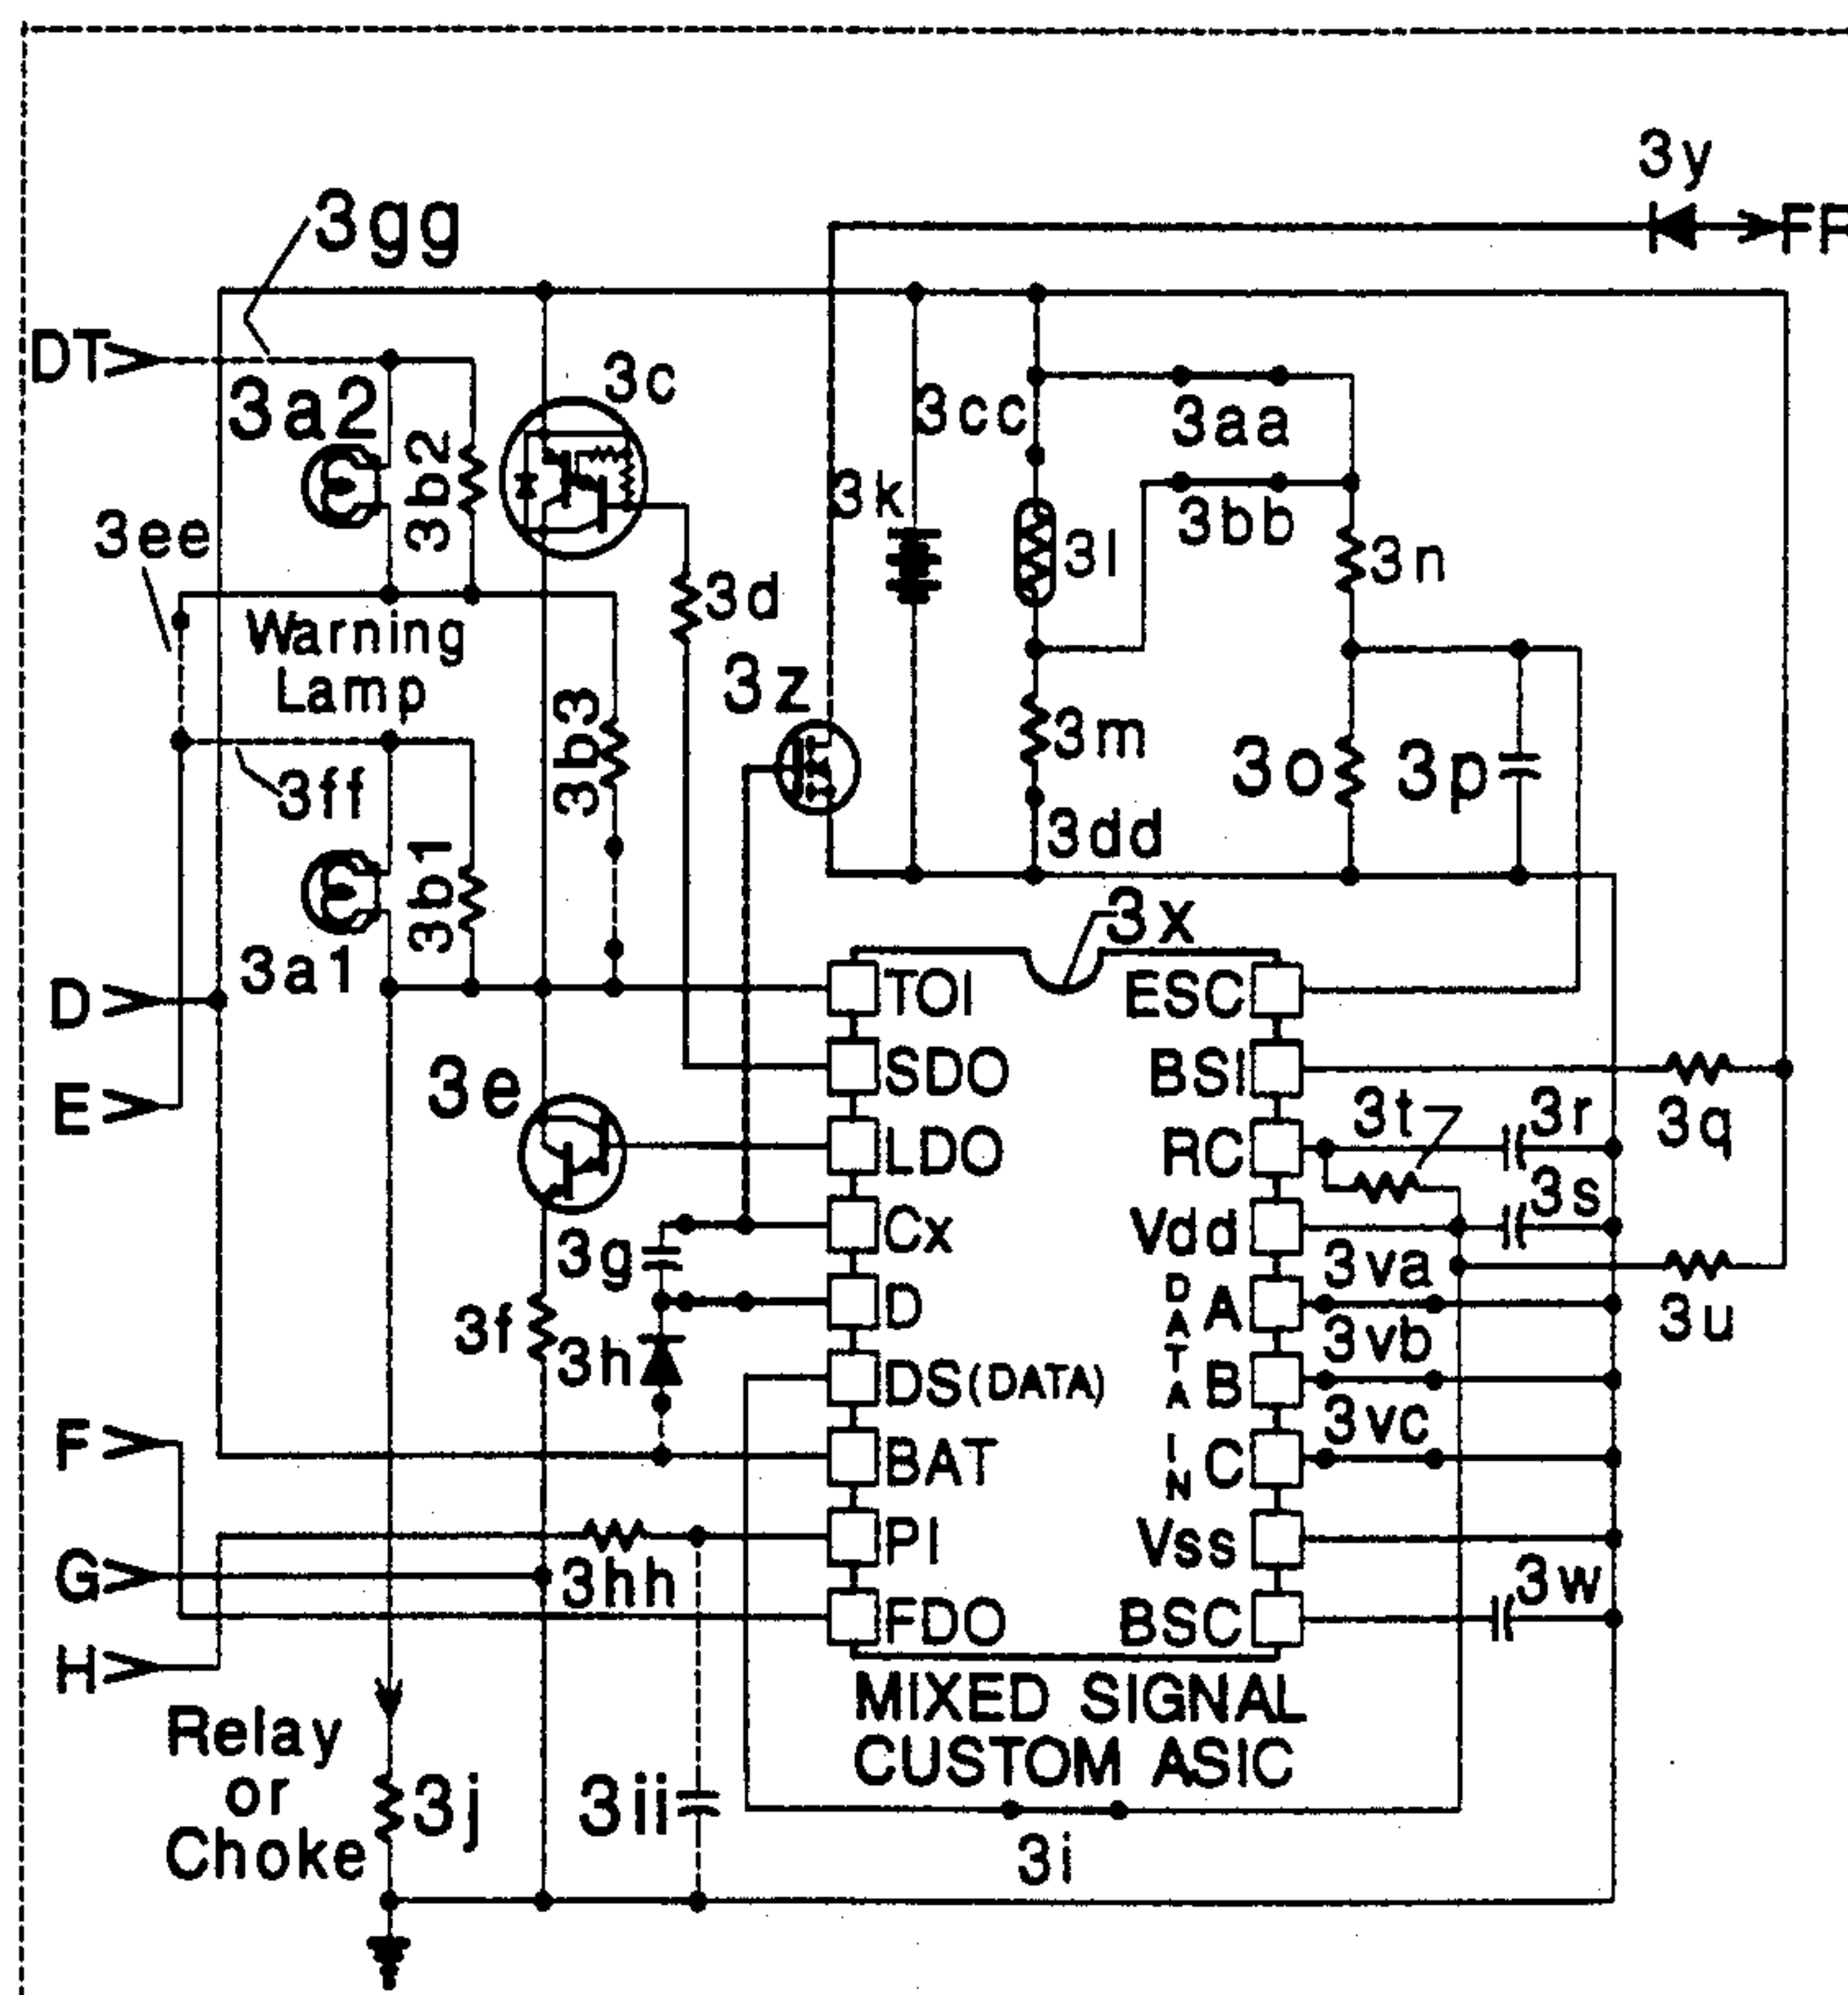 3y
FP
3gg
DT
3a2
3b2
3c
3cc
3aa
3k
3l
3bb
3n
3ee
Warning
Lamp
3d
3z
3b3
3m
3o
3p
3ff
3dd
3b1
3a1
3x
D
E
TOI
ESC
3e
SDO
BSI
3q
LDO
RC
3t
3r
3g
Cx
Vdd
3s
3va
3f
3h
D
DATA IN
A
3vb
3u
DS(DATA)
B
3vc
F
BAT
C
G
3hh
PI
Vss
3w
FDO
BSC
H
MIXED SIGNAL
CUSTOM ASIC
Relay
or
Choke
3j
3ii
3i